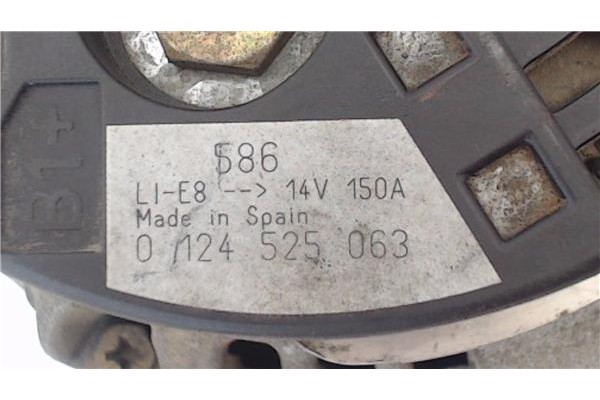 B1+
586
LI-E8 --> 14V 150A
Made in Spain
0 124 525 063